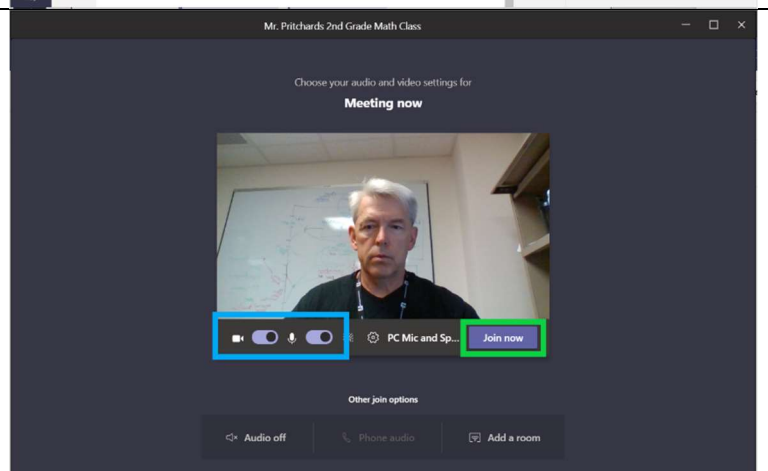 Mr. Pritchards 2nd Grade Math Class
Choose your audio and video settings for
Meeting now
PC Mic and Sp...
Join now
Other join options
Audio off
Phone audio
Add a room